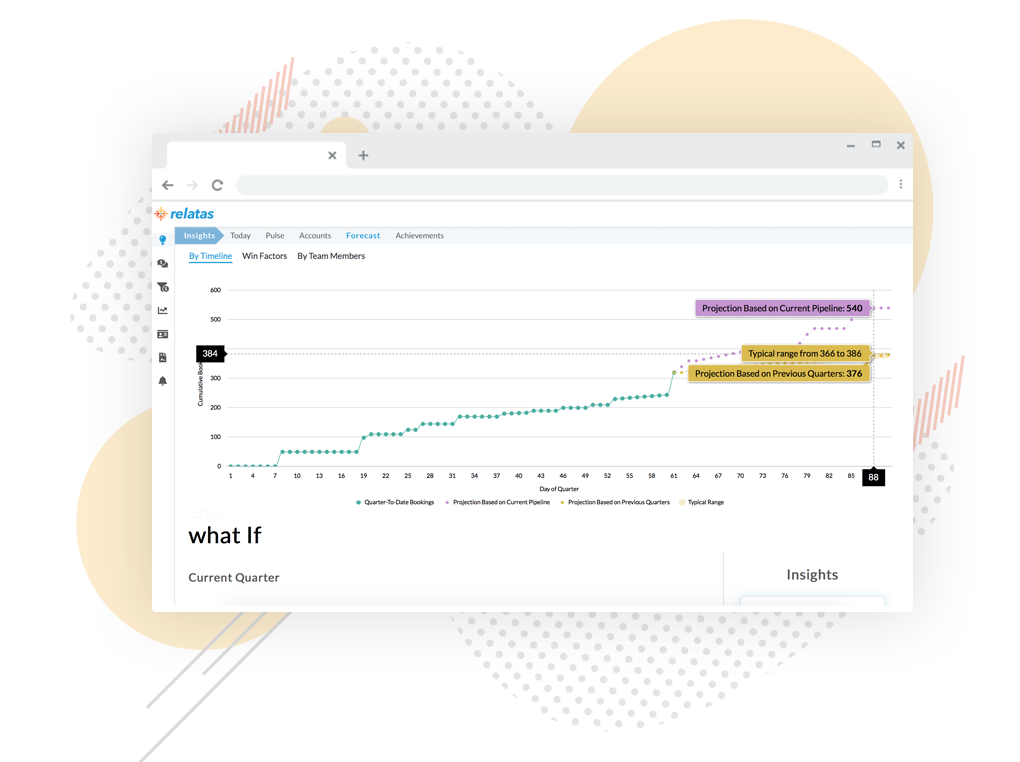 relatas
Insights Today Pulse Accounts Forecast Achievements
By Timeline Win Factors By Team Members
600
500
Projection Based on Current Pipeline: 540
384
Typical range from 366 to 386
Projection Based on Previous Quarters: 376
300
200
100
0
Cumulative
1 4 7 10 13 16 19 22 25 28 31 34 37 40 43 46 49 52 55 58 61 64 67 70 73 76 79 82 85 88
Day of Quarter
Quarter-To-Date Bookings Projection Based on Current Pipeline Projection Based on Previous Quarters Typical Range
what If
Current Quarter
Insights